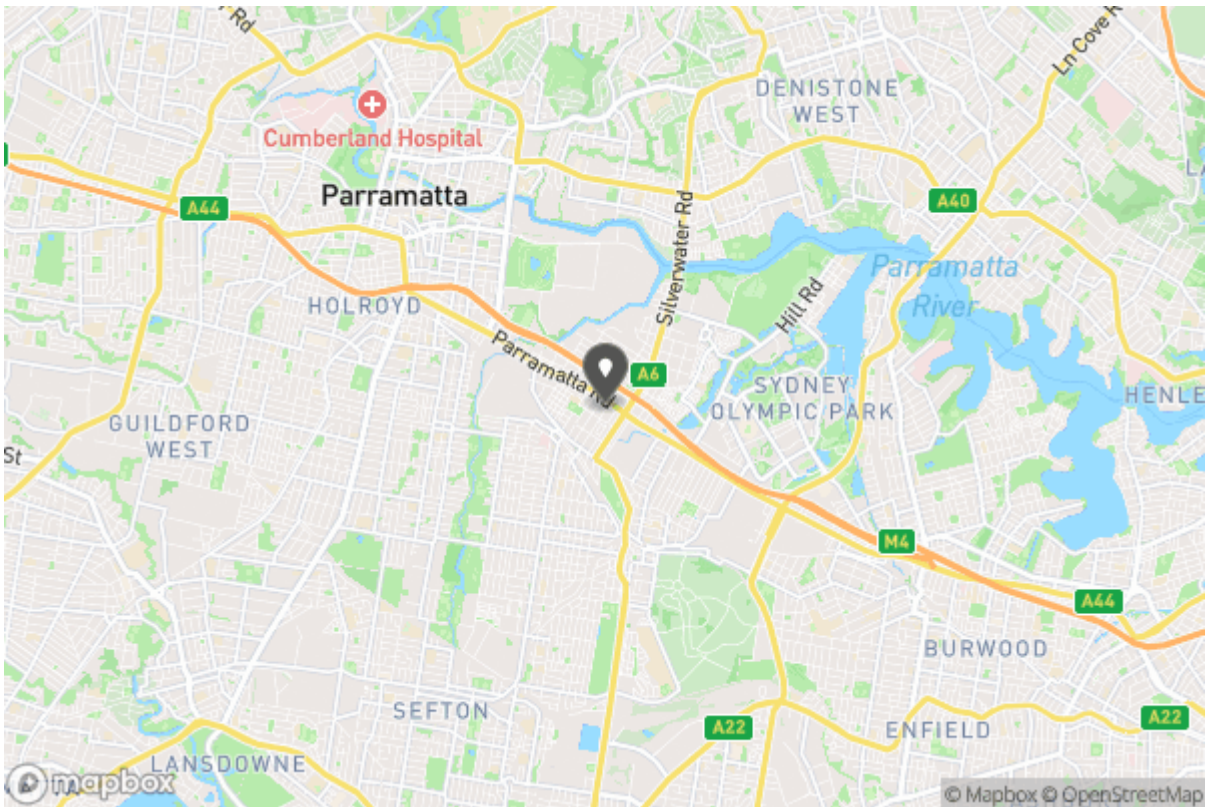 Ln Cove R
DENISTONE
WEST
Cumberland Hospital
Parramatta
A44
Silverwater Rd
A40
Parramatta
River
Hill Rd
HOLROYD
Parramatta Rd
A6
SYDNEY
OLYMPIC PARK
HENLE
GUILDFORD
WEST
St
M4
A44
BURWOOD
SEFTON
A22
ENFIELD
A22
LANSDOWNE
mapbox
© Mapbox © OpenStreetMap